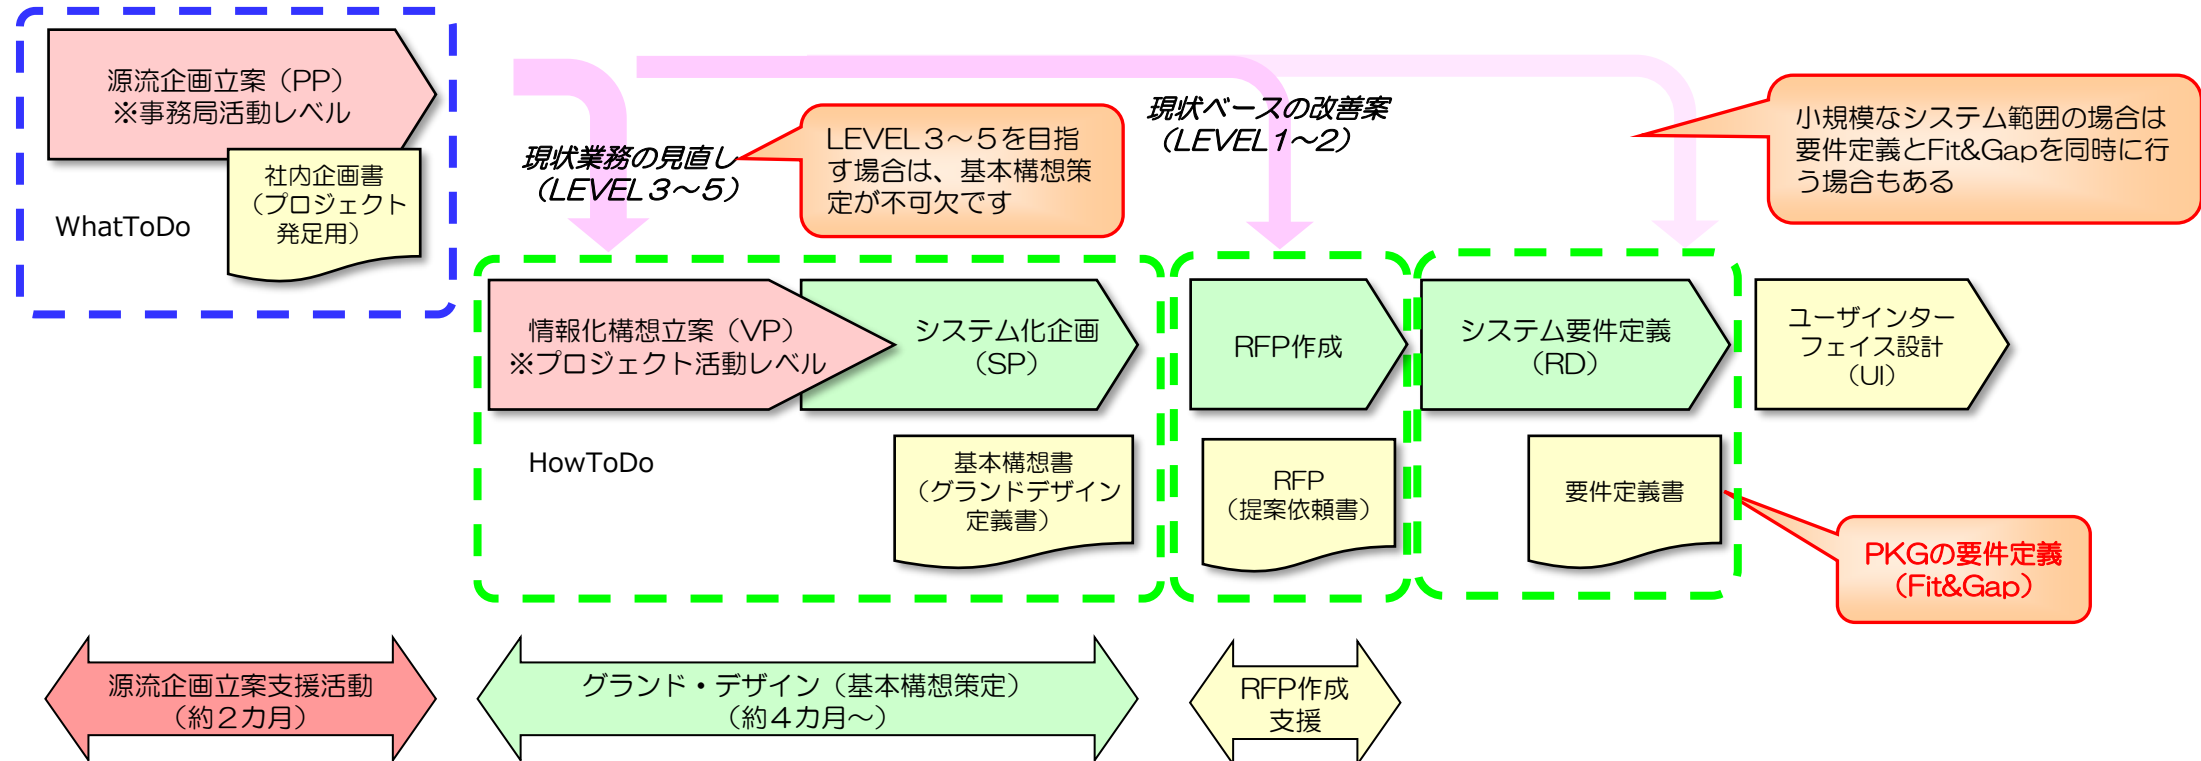 源流企画立案（PP）
※事務局活動レベル
社内企画書
（プロジェクト
発足用）
WhatToDo
現状業務の見直し
（LEVEL３～５）
LEVEL３～５を目指
す場合は、基本構想策
定が不可欠です
現状ベースの改善案
（LEVEL１～２）
小規模なシステム範囲の場合は
要件定義とFit&Gapを同時に行
う場合もある
情報化構想立案（VP）
※プロジェクト活動レベル
システム化企画
（SP）
RFP作成
システム要件定義
（RD）
ユーザインター
フェイス設計
（UI）
HowToDo
基本構想書
（グランドデザイン
定義書）
RFP
（提案依頼書）
要件定義書
PKGの要件定義
（Fit&Gap）
源流企画立案支援活動
（約２カ月）
グランド・デザイン（基本構想策定）
（約４カ月～）
RFP作成
支援